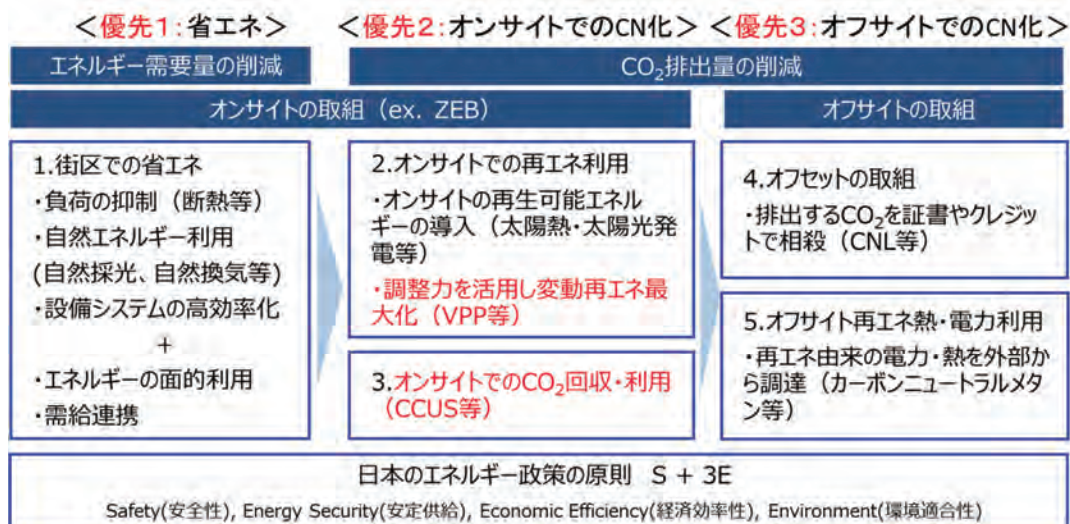 ＜優先1：省エネ＞
＜優先2：オンサイトでのCN化＞
＜優先3：オフサイトでのCN化＞
エネルギー需要量の削減
CO₂排出量の削減
オンサイトの取組（ex. ZEB）
オフサイトの取組
1.街区での省エネ
・負荷の抑制（断熱等）
・自然エネルギー利用
(自然採光、自然換気等)
・設備システムの高効率化
+
・エネルギーの面的利用
・需給連携
2.オンサイトでの再エネ利用
・オンサイトの再生可能エネル
ギーの導入（太陽熱・太陽光発
電等）
・調整力を活用し変動再エネ最
大化（VPP等）
3.オンサイトでのCO₂回収・利用
（CCUS等）
4.オフセットの取組
・排出するCO₂を証書やクレジッ
トで相殺（CNL等）
5.オフサイト再エネ熱・電力利用
・再エネ由来の電力・熱を外部か
ら調達（カーボンニュートラルメタ
ン等）
日本のエネルギー政策の原則　S + 3E
Safety(安全性), Energy Security(安定供給), Economic Efficiency(経済効率性), Environment(環境適合性)